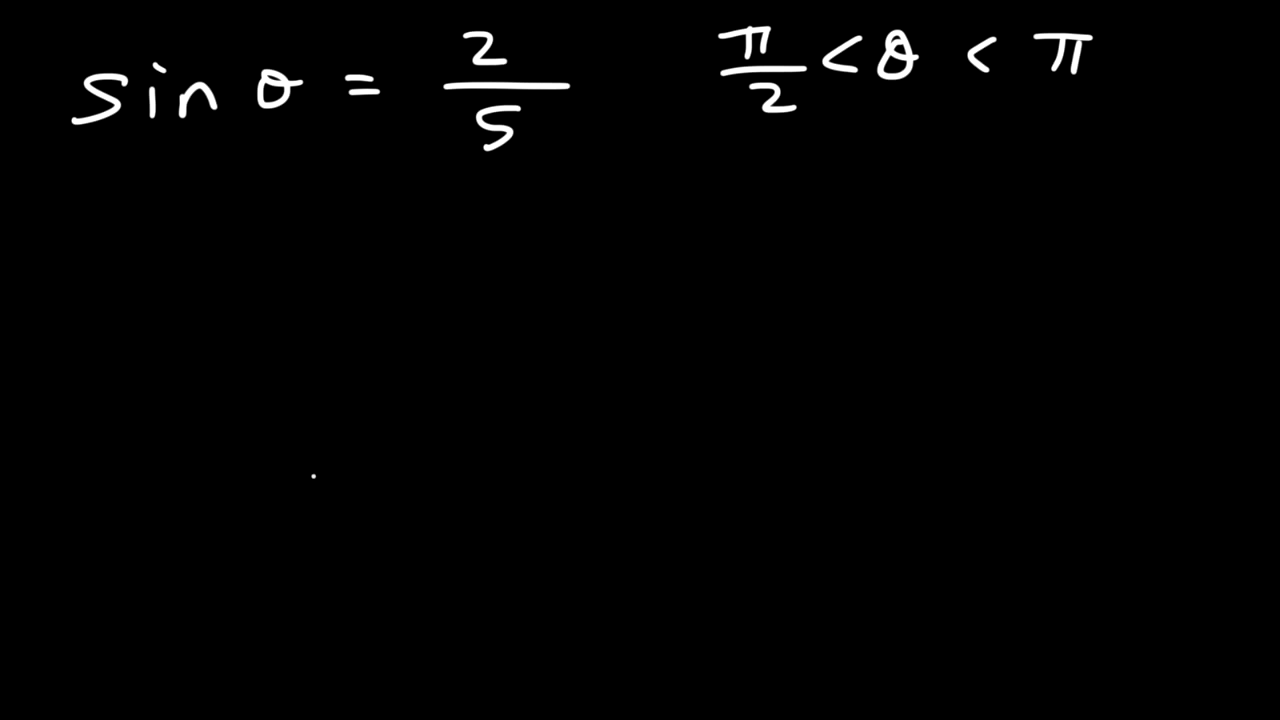 sin θ = 2/5 π/2 < θ < π